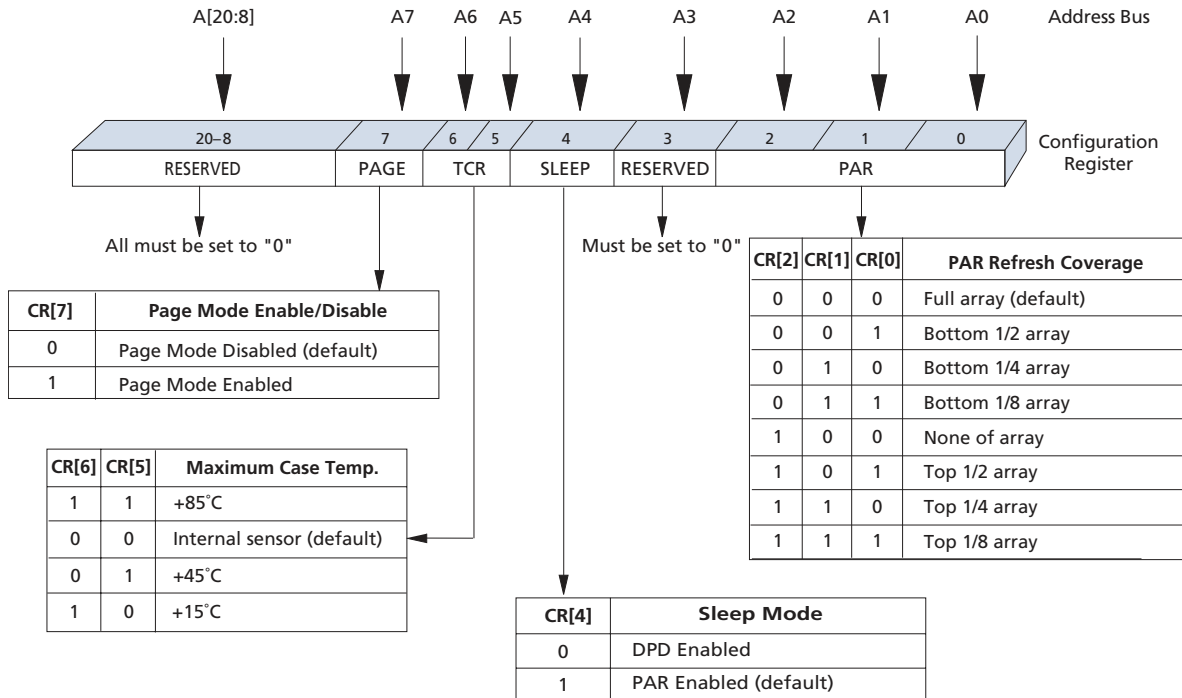 A[20:8] A7 A6 A5 A4 A3 A2 A1 A0 Address Bus
20–8 7 6 5 4 3 2 1 0 Configuration Register
RESERVED PAGE TCR SLEEP RESERVED PAR
All must be set to "0"
Must be set to "0"
CR[7] Page Mode Enable/Disable
0 Page Mode Disabled (default)
1 Page Mode Enabled
CR[6] CR[5] Maximum Case Temp.
1 1 +85˚C
0 0 Internal sensor (default)
0 1 +45˚C
1 0 +15˚C
CR[4] Sleep Mode
0 DPD Enabled
1 PAR Enabled (default)
CR[2] CR[1] CR[0] PAR Refresh Coverage
0 0 0 Full array (default)
0 0 1 Bottom 1/2 array
0 1 0 Bottom 1/4 array
0 1 1 Bottom 1/8 array
1 0 0 None of array
1 0 1 Top 1/2 array
1 1 0 Top 1/4 array
1 1 1 Top 1/8 array